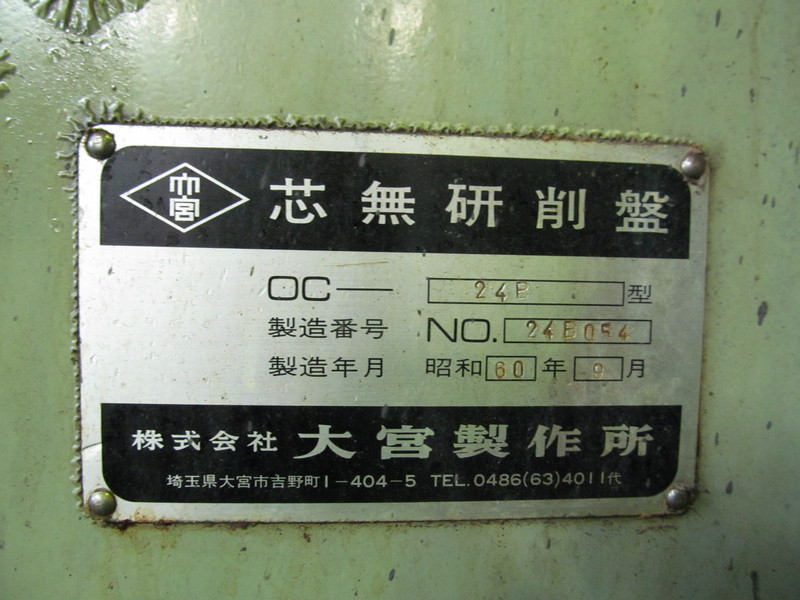 大宮 芯無研削盤
OC— 24B 型
製造番号 NO. 24B054
製造年月 昭和 60 年 9 月
株式会社 大宮製作所
埼玉県大宮市吉野町1-404-5 TEL.0486(63)4011代